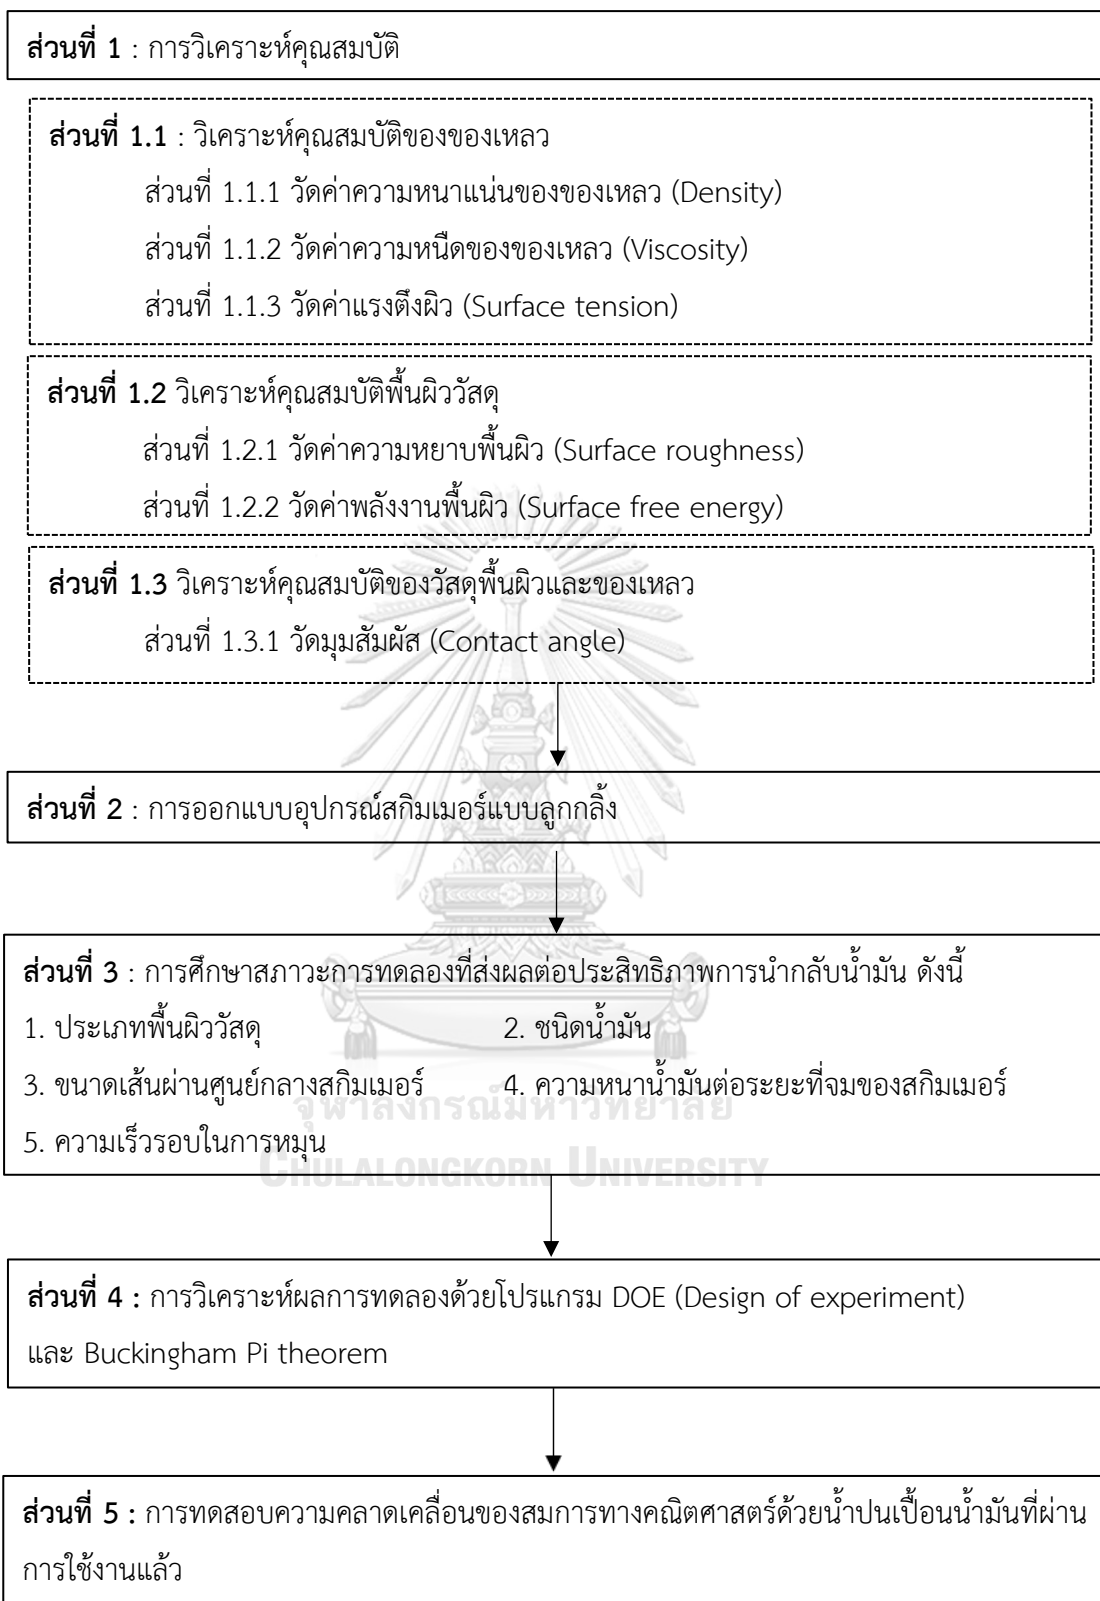 ส่วนที่ 1 : การวิเคราะห์คุณสมบัติ
ส่วนที่ 1.1 : วิเคราะห์คุณสมบัติของของเหลว
ส่วนที่ 1.1.1 วัดค่าความหนาแน่นของของเหลว (Density)
ส่วนที่ 1.1.2 วัดค่าความหนืดของของเหลว (Viscosity)
ส่วนที่ 1.1.3 วัดค่าแรงตึงผิว (Surface tension)
ส่วนที่ 1.2 วิเคราะห์คุณสมบัติพื้นผิววัสดุ
ส่วนที่ 1.2.1 วัดค่าความหยาบพื้นผิว (Surface roughness)
ส่วนที่ 1.2.2 วัดค่าพลังงานพื้นผิว (Surface free energy)
ส่วนที่ 1.3 วิเคราะห์คุณสมบัติของวัสดุพื้นผิวและของเหลว
ส่วนที่ 1.3.1 วัดมุมสัมผัส (Contact angle)
ส่วนที่ 2 : การออกแบบอุปกรณ์สกิมเมอร์แบบลูกกลิ้ง
ส่วนที่ 3 : การศึกษาสภาวะการทดลองที่ส่งผลต่อประสิทธิภาพการนำกลับน้ำมัน ดังนี้
1. ประเภทพื้นผิววัสดุ 2. ชนิดน้ำมัน
3. ขนาดเส้นผ่านศูนย์กลางสกิมเมอร์ 4. ความหนาน้ำมันต่อระยะที่จมของสกิมเมอร์
จุฬาลงกรณ์มหาวิทยาลัย
5. ความเร็วรอบในการหมุน
CHULALONGKORN UNIVERSITY
ส่วนที่ 4 : การวิเคราะห์ผลการทดลองด้วยโปรแกรม DOE (Design of experiment)
และ Buckingham Pi theorem
ส่วนที่ 5 : การทดสอบความคลาดเคลื่อนของสมการทางคณิตศาสตร์ด้วยน้ำปนเปื้อนน้ำมันที่ผ่าน
การใช้งานแล้ว